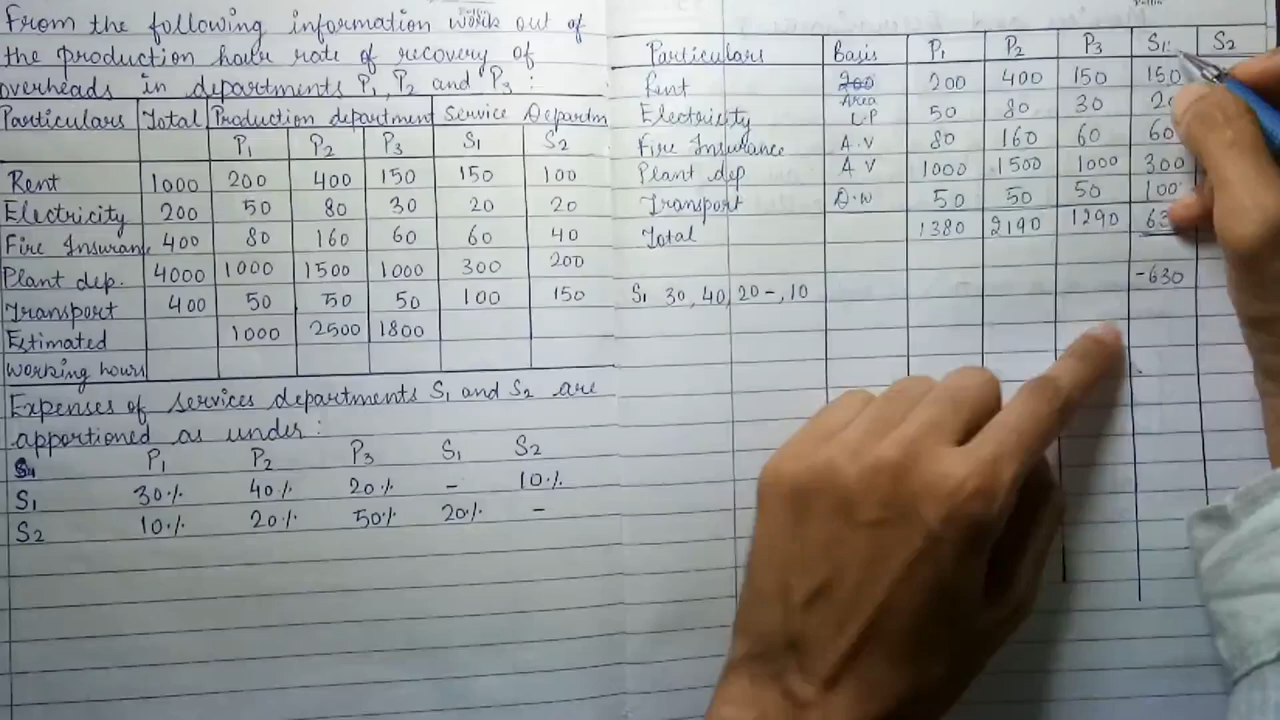 From the following information work out of
the production hour rate of recovery of
overheads in departments P1, P2 and P3 :
Particulars Total Production department Service Departm
P1 P2 P3 S1 S2
Rent 1000 200 400 150 150 100
Electricity 200 50 80 30 20 20
Fire Insuranc 400 80 160 60 60 40
Plant dep. 4000 1000 1500 1000 300 200
Transport 400 50 50 50 100 150
Estimated 1000 2500 1800
working hours
Expenses of services departments S1 and S2 are
apportioned as under :
P1 P2 P3 S1 S2
S1 30% 40% 20% - 10%
S2 10% 20% 50% 20% -
Particulars Basis P1 P2 P3 S1 S2
Rent 200 200 400 150 150
Electricity Area L.P 50 80 30 20
Fire Insurance A.V 80 160 60 60
Plant dep A V 1000 1500 1000 300
Transport D.W 50 50 50 100
Total 1380 2190 1290 63
-630
S1 30, 40, 20 -, 10